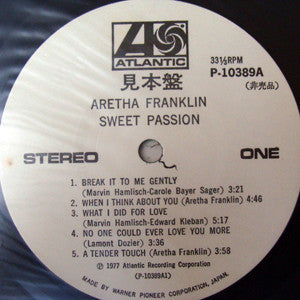 ATLANTIC
33⅓RPM
P-10389A
(非売品)
見本盤
ARETHA FRANKLIN
SWEET PASSION
STEREO
ONE
1. BREAK IT TO ME GENTLY
(Marvin Hamlisch-Carole Bayer Sager) 3:21
2. WHEN I THINK ABOUT YOU (Aretha Franklin) 4:46
3. WHAT I DID FOR LOVE
(Marvin Hamlisch-Edward Kleban) 3:47
4. NO ONE COULD EVER LOVE YOU MORE
(Lamont Dozier) 3:51
5. A TENDER TOUCH (Aretha Franklin) 3:58
℗ 1977 Atlantic Recording Corporation
(P-10389A1)
MADE BY WARNER PIONEER CORPORATION, JAPAN.